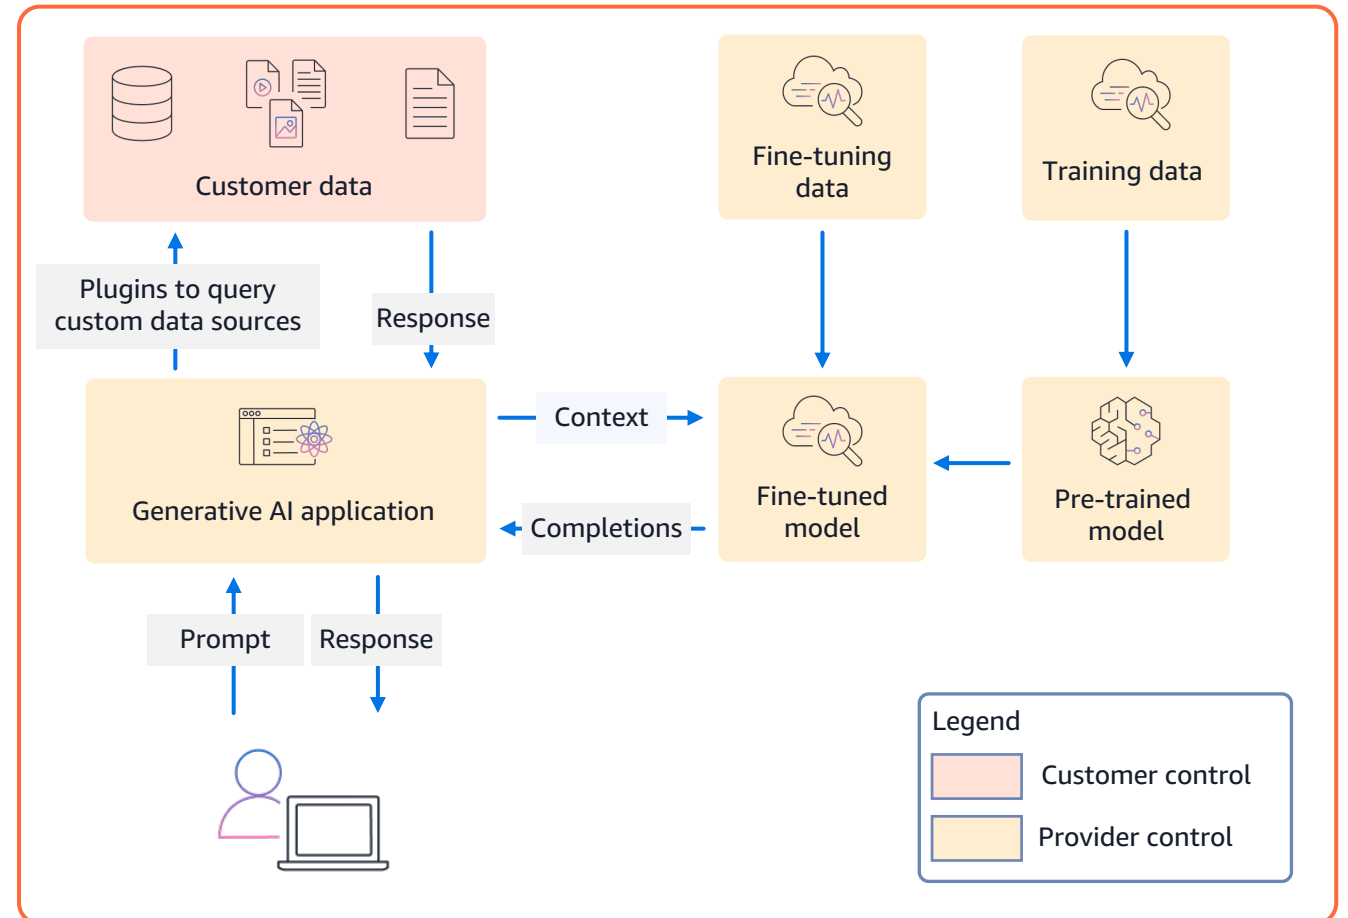 Customer data
Fine-tuning
data
Training data
Plugins to query
custom data sources
Response
Generative AI application
Context
Completions
Fine-tuned
model
Pre-trained
model
Prompt
Response
Legend
Customer control
Provider control